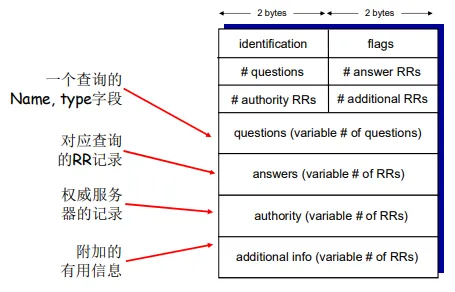 2 bytes 2 bytes
identification flags
# questions # answer RRs
# authority RRs # additional RRs
一个查询的
Name, type字段
questions (variable # of questions)
对应查询
的RR记录
answers (variable # of RRs)
权威服务
器的记录
authority (variable # of RRs)
附加的
有用信息
additional info (variable # of RRs)